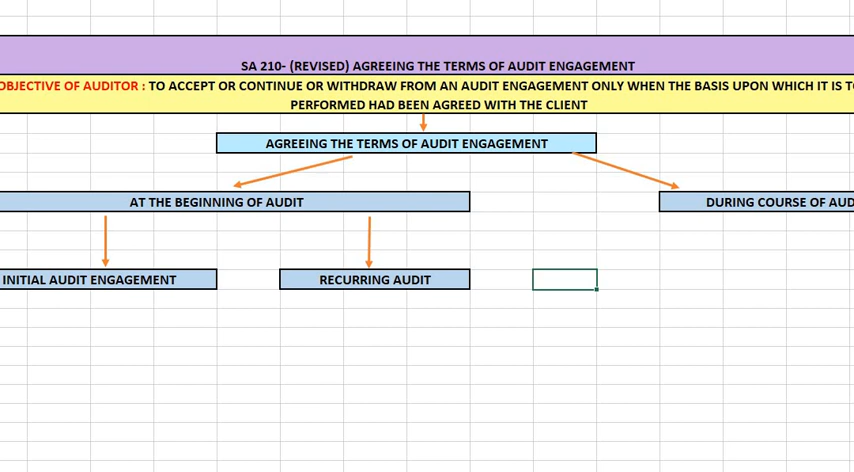 SA 210- (REVISED) AGREEING THE TERMS OF AUDIT ENGAGEMENT
OBJECTIVE OF AUDITOR : TO ACCEPT OR CONTINUE OR WITHDRAW FROM AN AUDIT ENGAGEMENT ONLY WHEN THE BASIS UPON WHICH IT IS
PERFORMED HAD BEEN AGREED WITH THE CLIENT
AGREEING THE TERMS OF AUDIT ENGAGEMENT
AT THE BEGINNING OF AUDIT
DURING COURSE OF
INITIAL AUDIT ENGAGEMENT
RECURRING AUDIT